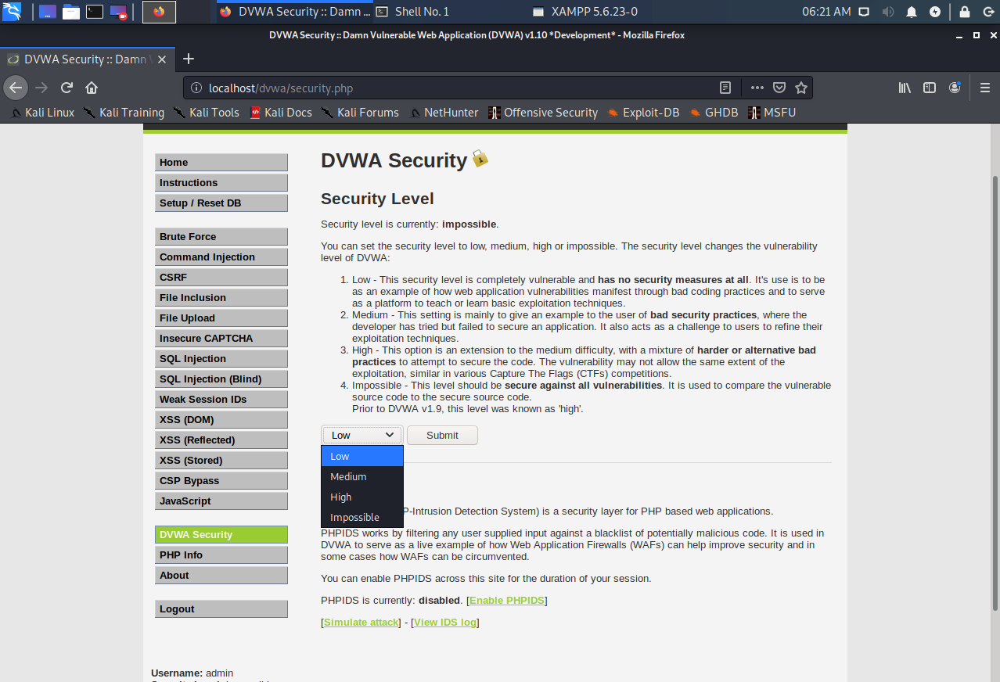 DVWA Security :: Damn ...
Shell No. 1
XAMPP 5.6.23-0
06:21 AM
DVWA Security :: Damn Vulnerable Web Application (DVWA) v1.10 *Development* - Mozilla Firefox
DVWA Security :: Damn
localhost/dvwa/security.php
Kali Linux
Kali Training
Kali Tools
Kali Docs
Kali Forums
NetHunter
Offensive Security
Exploit-DB
GHDB
MSFU
Home
Instructions
Setup / Reset DB
Brute Force
Command Injection
CSRF
File Inclusion
File Upload
Insecure CAPTCHA
SQL Injection
SQL Injection (Blind)
Weak Session IDs
XSS (DOM)
XSS (Reflected)
XSS (Stored)
CSP Bypass
JavaScript
DVWA Security
PHP Info
About
Logout
DVWA Security
Security Level
Security level is currently: impossible.
You can set the security level to low, medium, high or impossible. The security level changes the vulnerability
level of DVWA:
1. Low - This security level is completely vulnerable and has no security measures at all. It's use is to be
as an example of how web application vulnerabilities manifest through bad coding practices and to serve
as a platform to teach or learn basic exploitation techniques.
2. Medium - This setting is mainly to give an example to the user of bad security practices, where the
developer has tried but failed to secure an application. It also acts as a challenge to users to refine their
exploitation techniques.
3. High - This option is an extension to the medium difficulty, with a mixture of harder or alternative bad
practices to attempt to secure the code. The vulnerability may not allow the same extent of the
exploitation, similar in various Capture The Flags (CTFs) competitions.
4. Impossible - This level should be secure against all vulnerabilities. It is used to compare the vulnerable
source code to the secure source code.
Prior to DVWA v1.9, this level was known as 'high'.
Low
Submit
Low
Medium
High
Impossible
P-Intrusion Detection System) is a security layer for PHP based web applications.
PHPIDS works by filtering any user supplied input against a blacklist of potentially malicious code. It is used in
DVWA to serve as a live example of how Web Application Firewalls (WAFs) can help improve security and in
some cases how WAFs can be circumvented.
You can enable PHPIDS across this site for the duration of your session.
PHPIDS is currently: disabled. [Enable PHPIDS]
[Simulate attack] - [View IDS log]
Username: admin